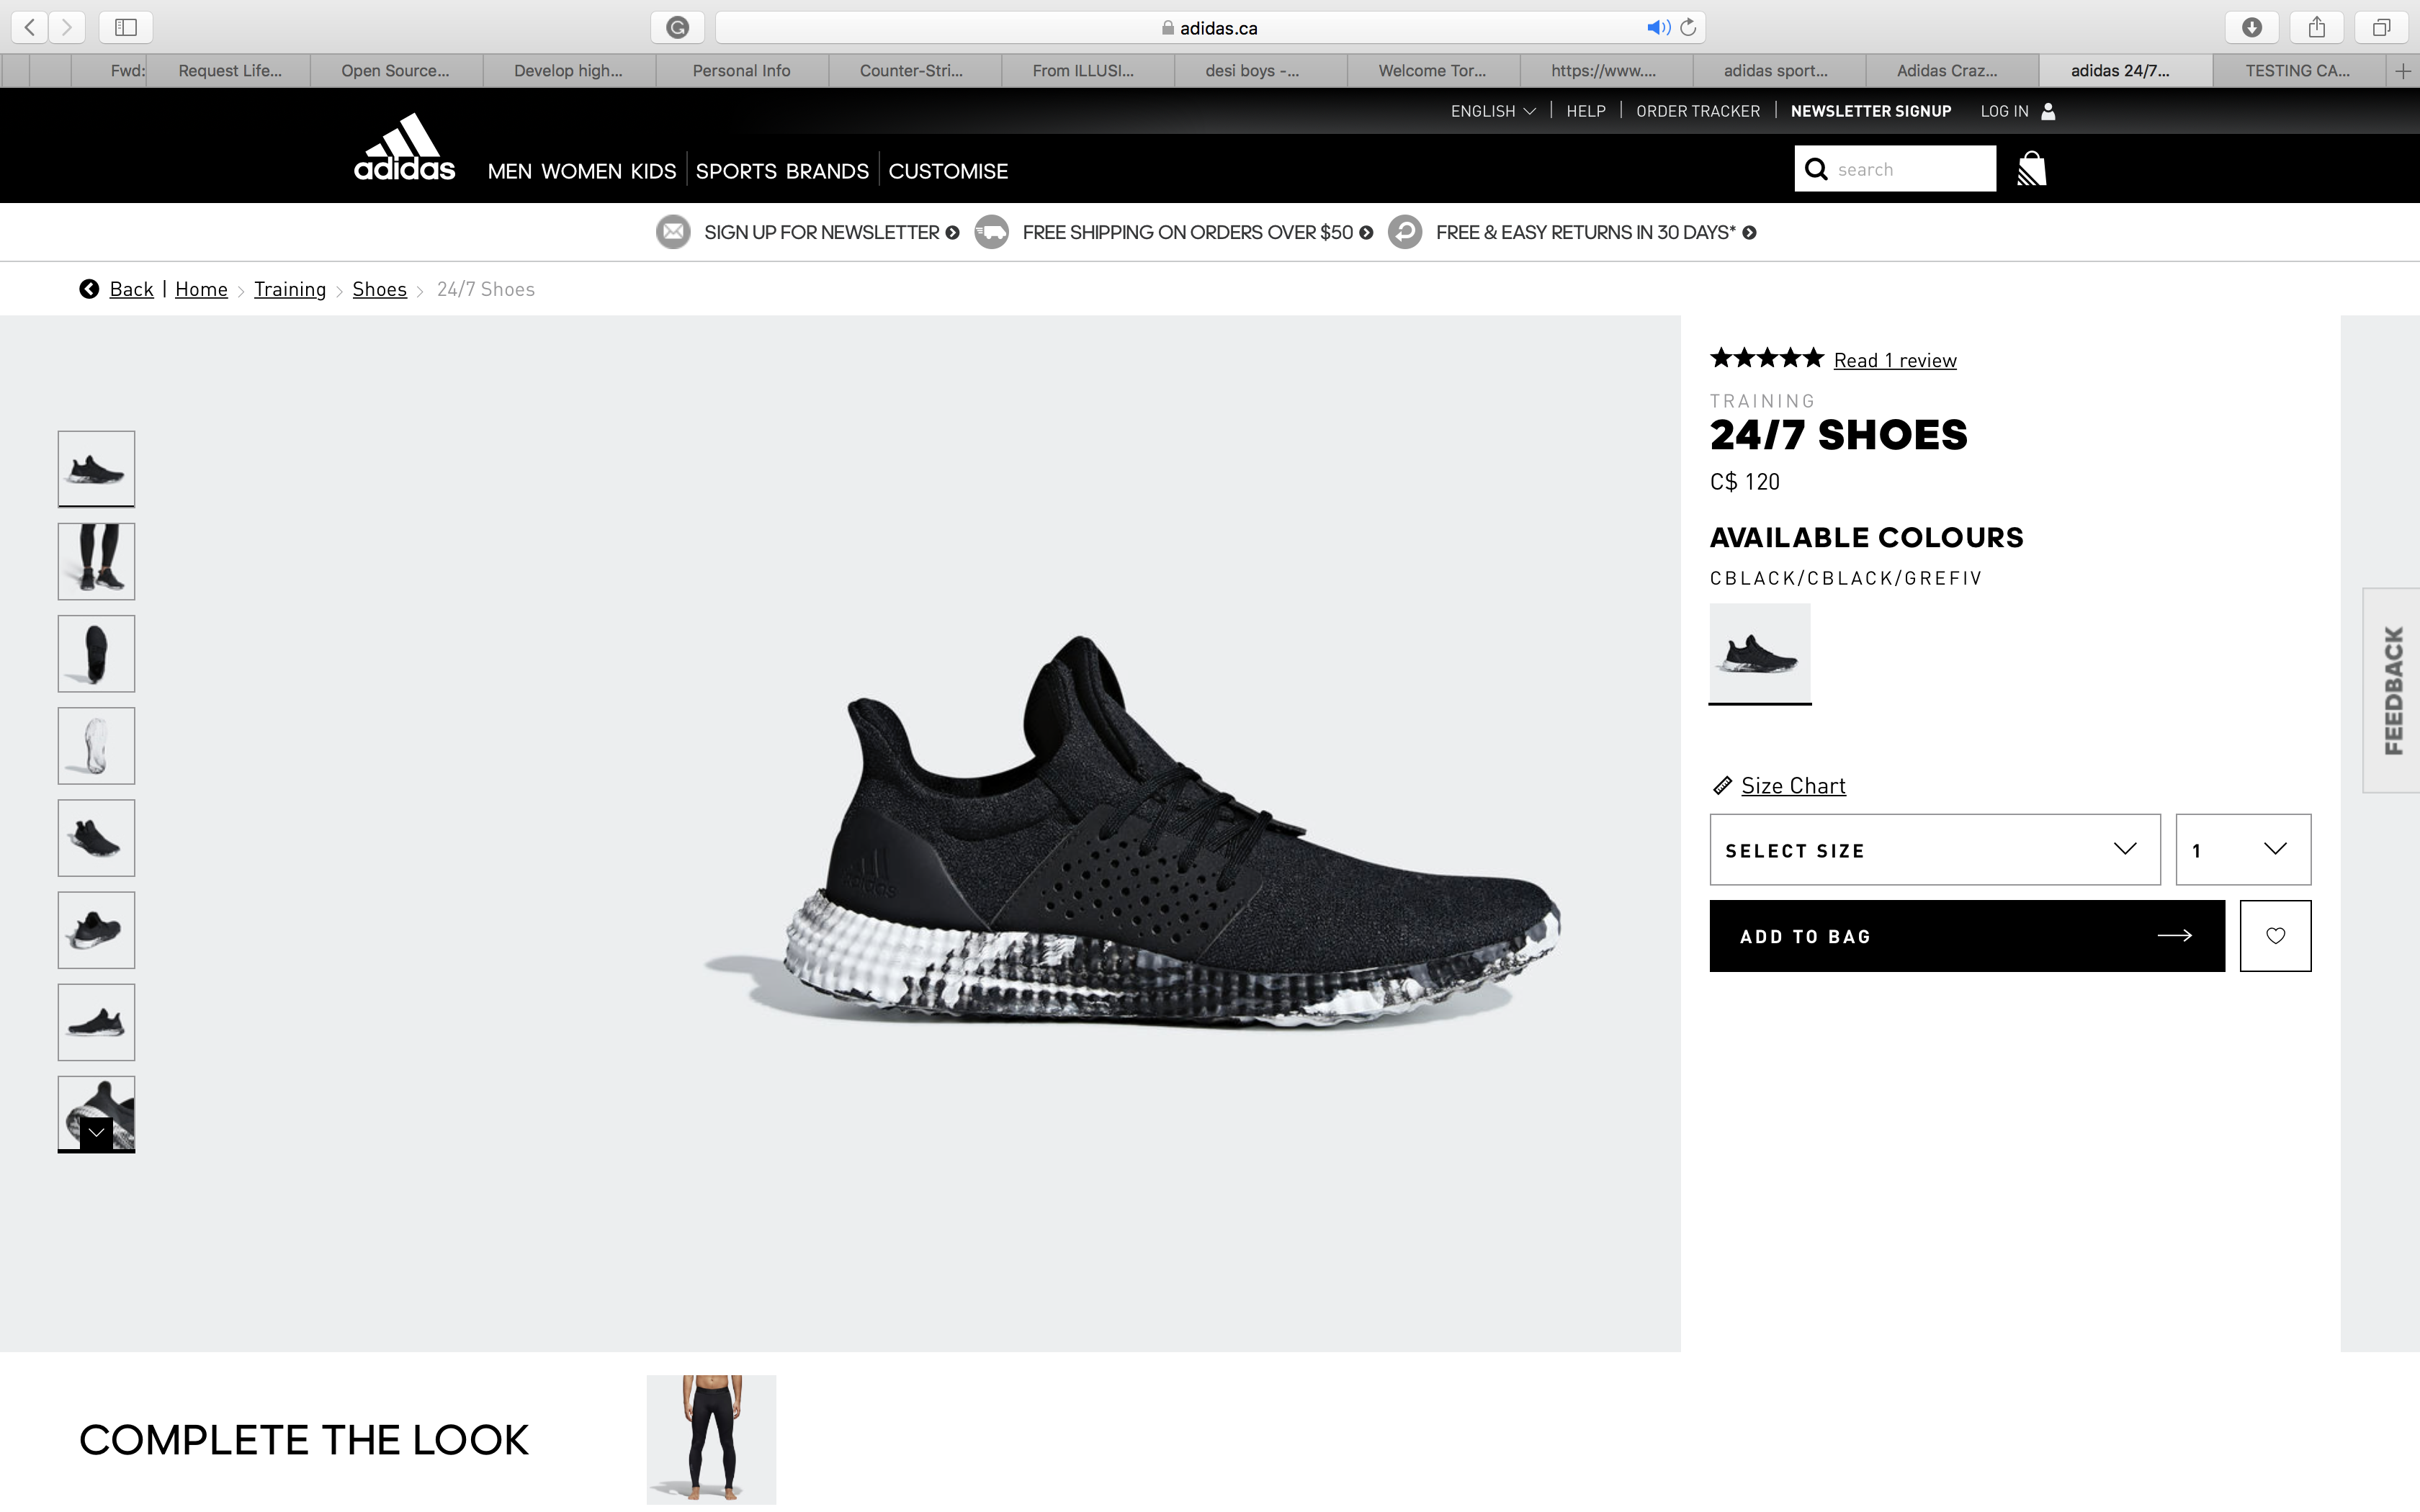 adidas.ca
Fwd:
Request Life...
Open Source...
Develop high...
Personal Info
Counter-Stri...
From ILLUSI...
desi boys -...
Welcome Tor...
https://www....
adidas sport...
Adidas Craz...
adidas 24/7...
TESTING CA...
ENGLISH | HELP | ORDER TRACKER | NEWSLETTER SIGNUP LOG IN
adidas
MEN WOMEN KIDS | SPORTS BRANDS | CUSTOMISE
search
SIGN UP FOR NEWSLETTER
FREE SHIPPING ON ORDERS OVER $50
FREE & EASY RETURNS IN 30 DAYS*
Back | Home > Training > Shoes > 24/7 Shoes
Read 1 review
TRAINING
24/7 SHOES
C$ 120
AVAILABLE COLOURS
CBLACK/CBLACK/GREFIV
FEEDBACK
Size Chart
SELECT SIZE
1
ADD TO BAG
adidas
COMPLETE THE LOOK